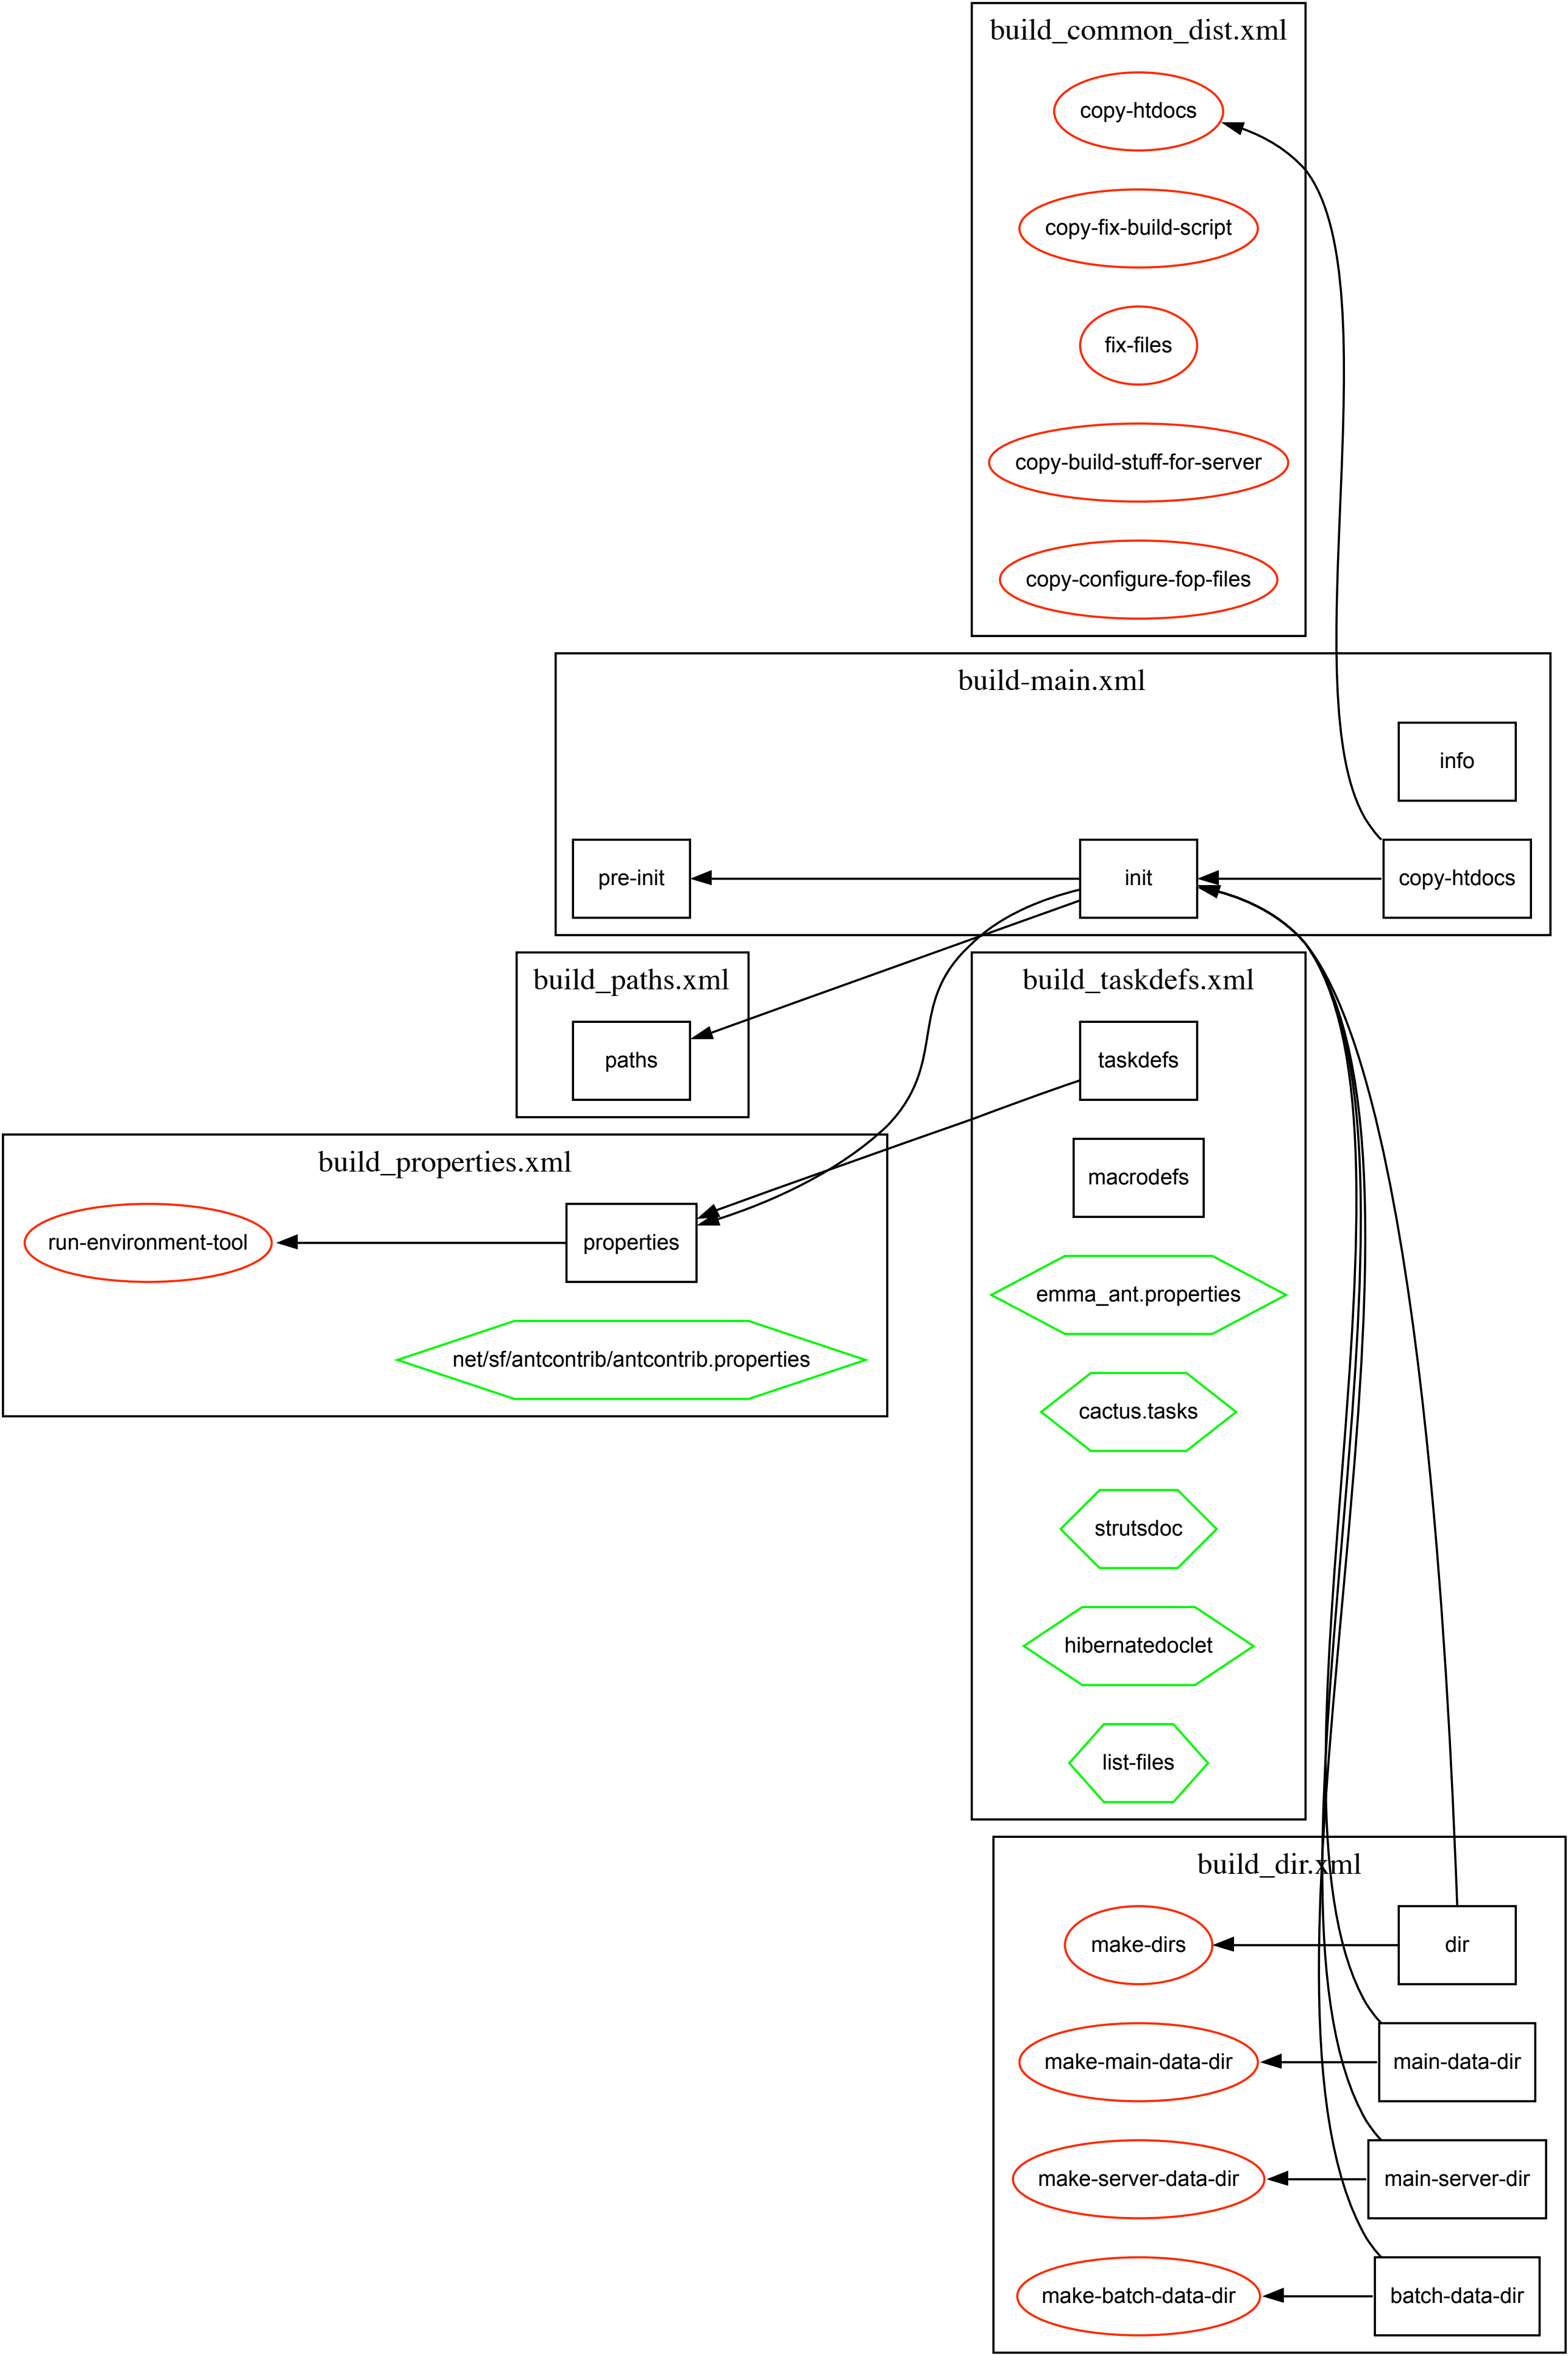 build_common_dist.xml
copy-htdocs
copy-fix-build-script
fix-files
copy-build-stuff-for-server
copy-configure-fop-files
build-main.xml
info
pre-init
init
copy-htdocs
build_paths.xml
paths
build_taskdefs.xml
taskdefs
macrodefs
emma_ant.properties
cactus.tasks
strutsdoc
hibernatedoclet
list-files
build_properties.xml
run-environment-tool
properties
net/sf/antcontrib/antcontrib.properties
build_dir.xml
make-dirs
dir
make-main-data-dir
main-data-dir
make-server-data-dir
main-server-dir
make-batch-data-dir
batch-data-dir